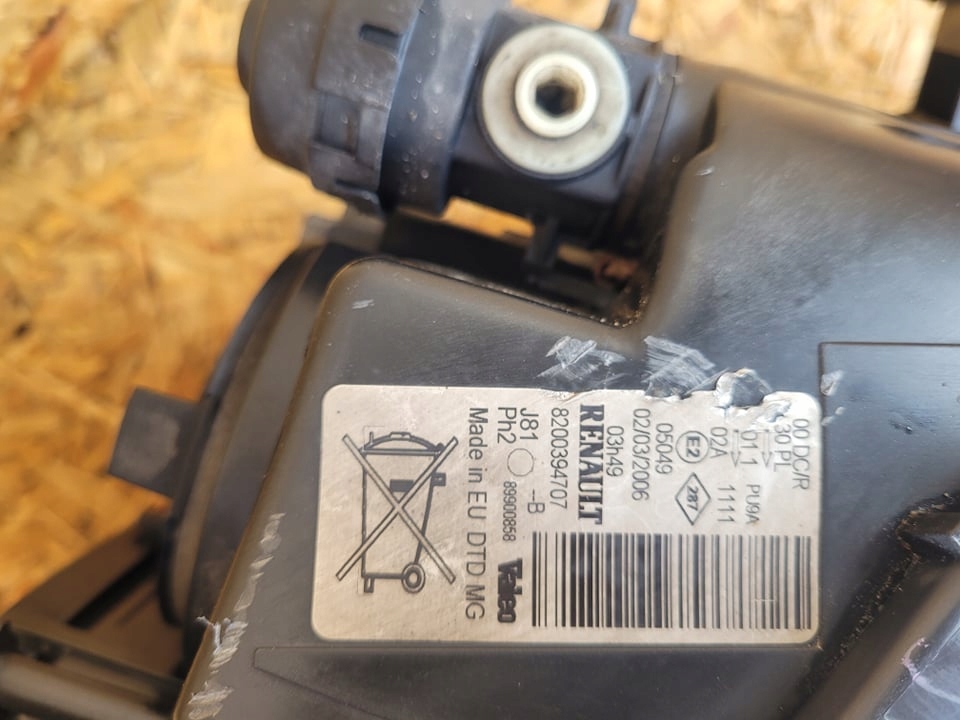 00 DC/R
30 PL
01 1 PU9A
02A 1111
E2 287
05049
02/03/2006
03h49
RENAULT
8200394707
--B
J81
Ph2
89900858
Valeo
Made in EU DTD MG